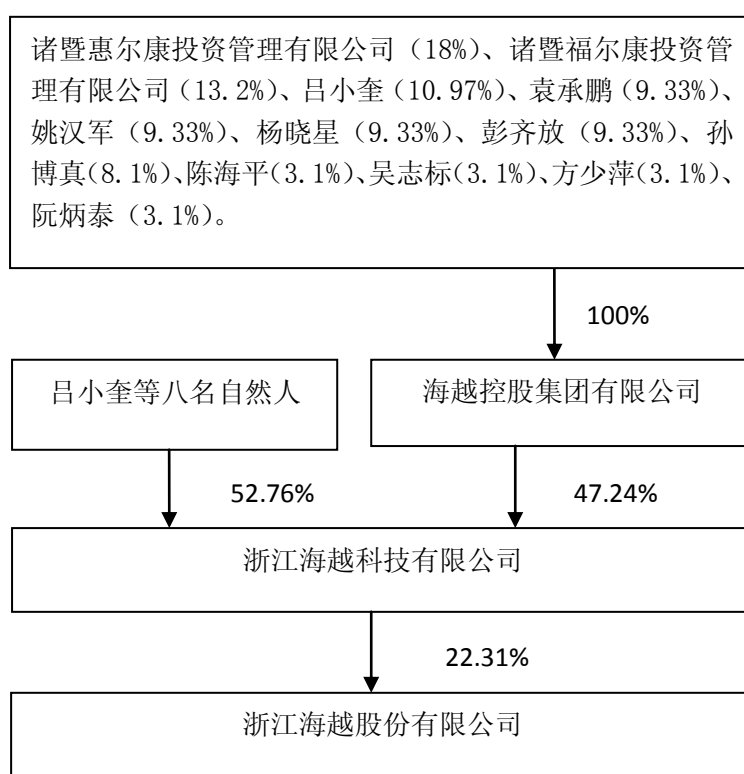 诸暨惠尔康投资管理有限公司（18%）、诸暨福尔康投资管
理有限公司（13.2%）、吕小奎（10.97%）、袁承鹏（9.33%）、
姚汉军（9.33%）、杨晓星（9.33%）、彭齐放（9.33%）、孙
博真(8.1%)、陈海平(3.1%)、吴志标(3.1%)、方少萍(3.1%)、
阮炳泰（3.1%）。
100%
吕小奎等八名自然人
海越控股集团有限公司
52.76%
47.24%
浙江海越科技有限公司
22.31%
浙江海越股份有限公司